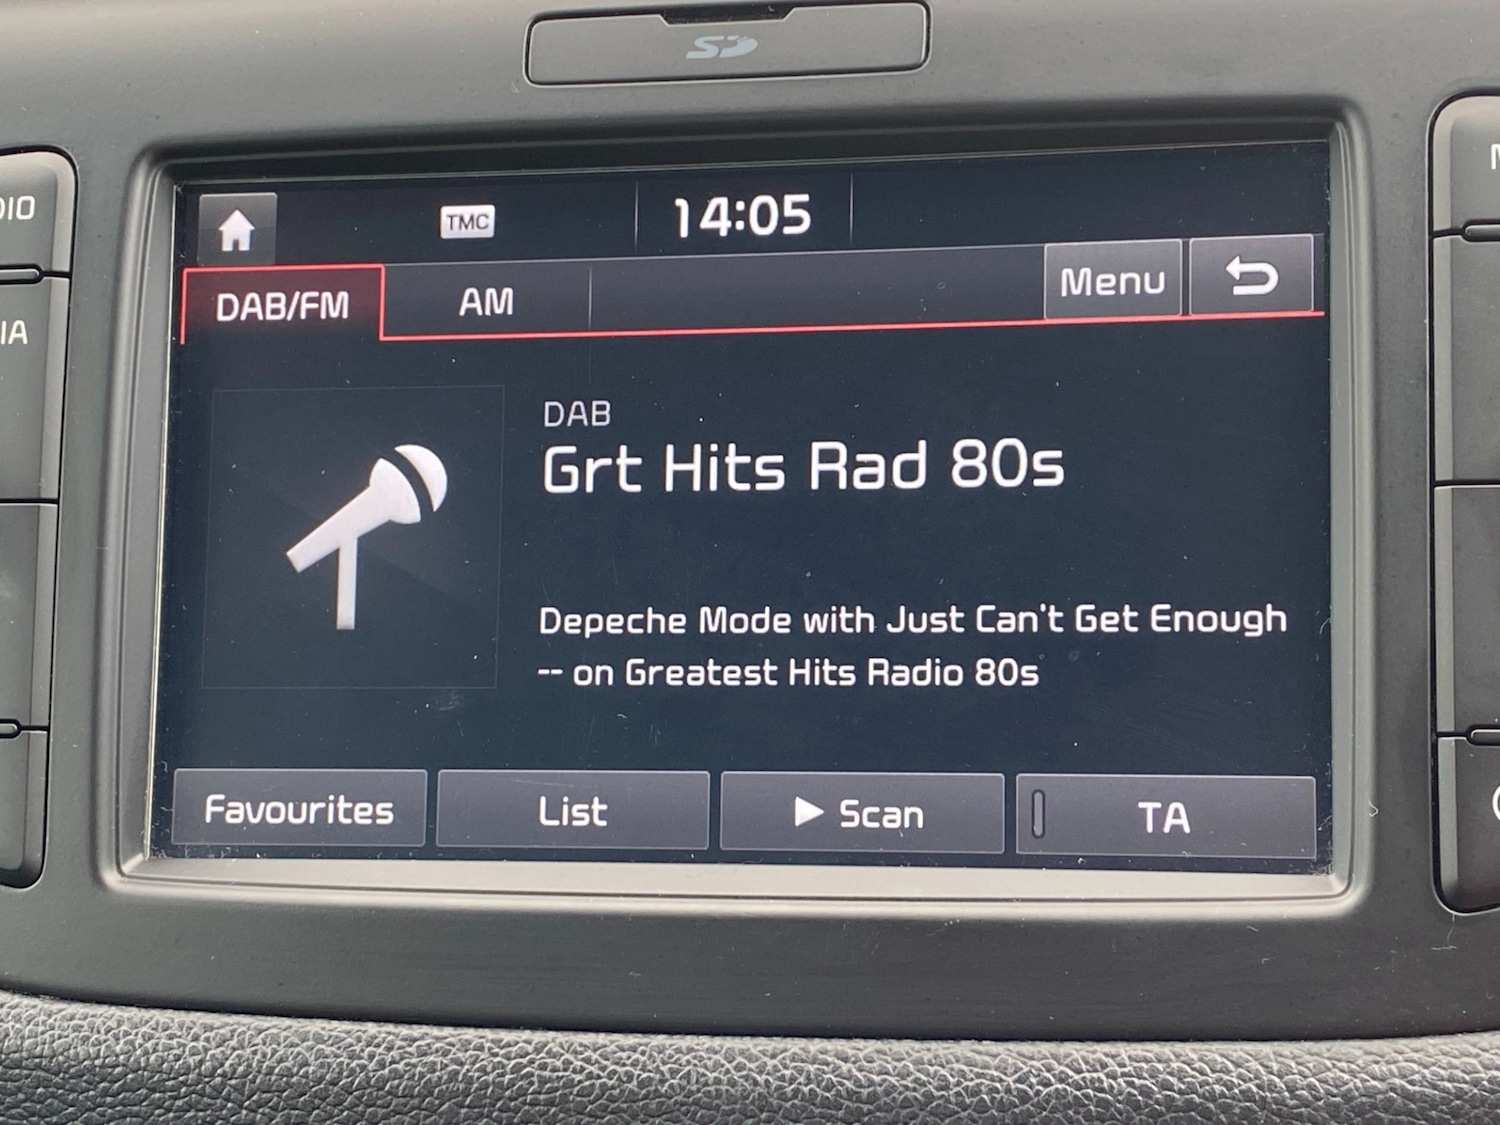 SD
TMC
14:05
DAB/FM
AM
Menu
DAB
Grt Hits Rad 80s
Depeche Mode with Just Can't Get Enough
-- on Greatest Hits Radio 80s
Favourites
List
Scan
TA